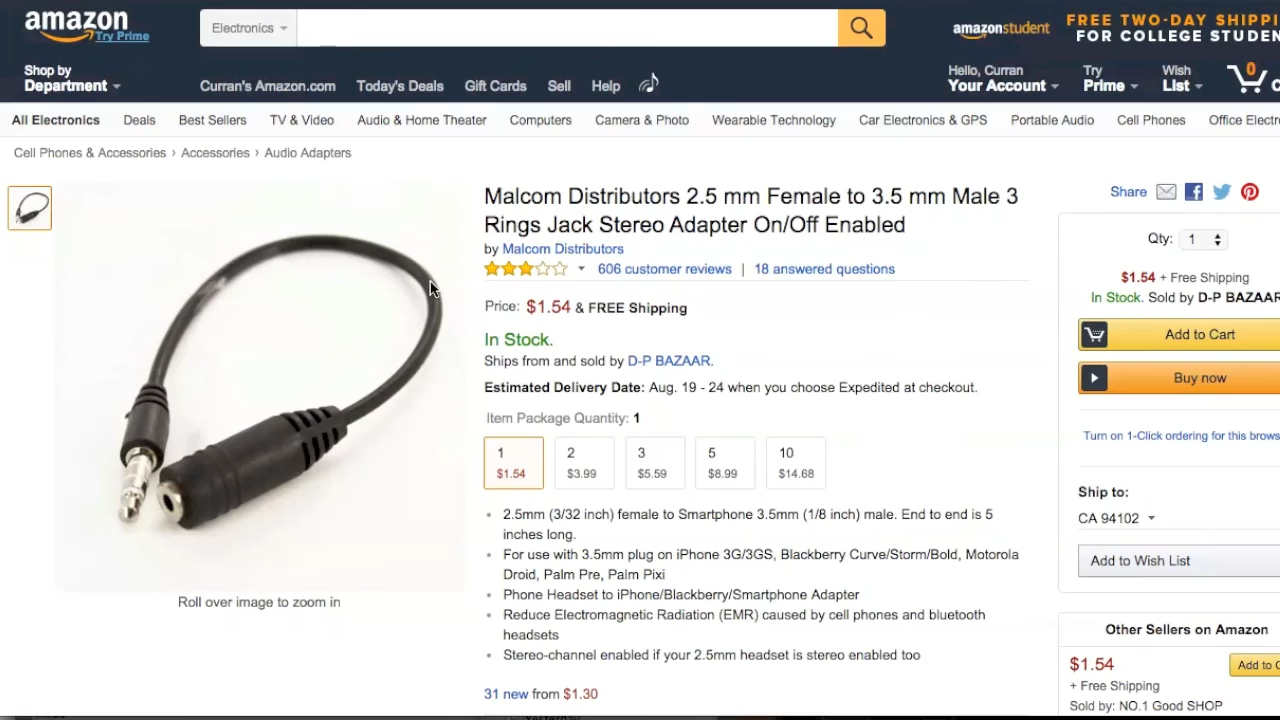 amazon
Try Prime
Electronics
amazonstudent
FREE TWO-DAY SHIPPI
FOR COLLEGE STUDEN
Shop by
Department
Curran's Amazon.com
Today's Deals
Gift Cards
Sell
Help
Hello, Curran
Your Account
Try
Prime
Wish
List
0
C
All Electronics
Deals
Best Sellers
TV & Video
Audio & Home Theater
Computers
Camera & Photo
Wearable Technology
Car Electronics & GPS
Portable Audio
Cell Phones
Office Electr
Cell Phones & Accessories › Accessories › Audio Adapters
Malcom Distributors 2.5 mm Female to 3.5 mm Male 3
Rings Jack Stereo Adapter On/Off Enabled
by Malcom Distributors
606 customer reviews | 18 answered questions
Price: $1.54 & FREE Shipping
In Stock.
Ships from and sold by D-P BAZAAR.
Estimated Delivery Date: Aug. 19 - 24 when you choose Expedited at checkout.
Item Package Quantity: 1
1
$1.54
2
$3.99
3
$5.59
5
$8.99
10
$14.68
• 2.5mm (3/32 inch) female to Smartphone 3.5mm (1/8 inch) male. End to end is 5
inches long.
• For use with 3.5mm plug on iPhone 3G/3GS, Blackberry Curve/Storm/Bold, Motorola
Droid, Palm Pre, Palm Pixi
• Phone Headset to iPhone/Blackberry/Smartphone Adapter
• Reduce Electromagnetic Radiation (EMR) caused by cell phones and bluetooth
headsets
• Stereo-channel enabled if your 2.5mm headset is stereo enabled too
31 new from $1.30
Roll over image to zoom in
Share
Qty: 1
$1.54 + Free Shipping
In Stock. Sold by D-P BAZAAR
Add to Cart
Buy now
Turn on 1-Click ordering for this brows
Ship to:
CA 94102
Add to Wish List
Other Sellers on Amazon
$1.54
Add to C
+ Free Shipping
Sold by: NO.1 Good SHOP